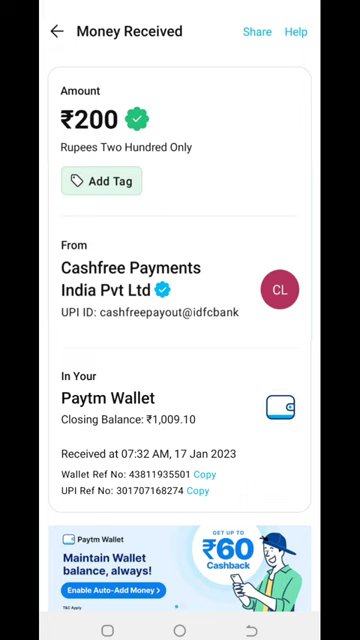 Money Received
Share
Help
Amount
₹200
Rupees Two Hundred Only
Add Tag
From
Cashfree Payments
India Pvt Ltd
CL
UPI ID: cashfreepayout@idfcbank
In Your
Paytm Wallet
Closing Balance: ₹1,009.10
Received at 07:32 AM, 17 Jan 2023
Wallet Ref No: 43811935501 Copy
UPI Ref No: 301707168274 Copy
Paytm Wallet
Maintain Wallet
balance, always!
Enable Auto-Add Money >
T&C Apply
GET UP TO
₹60
Cashback